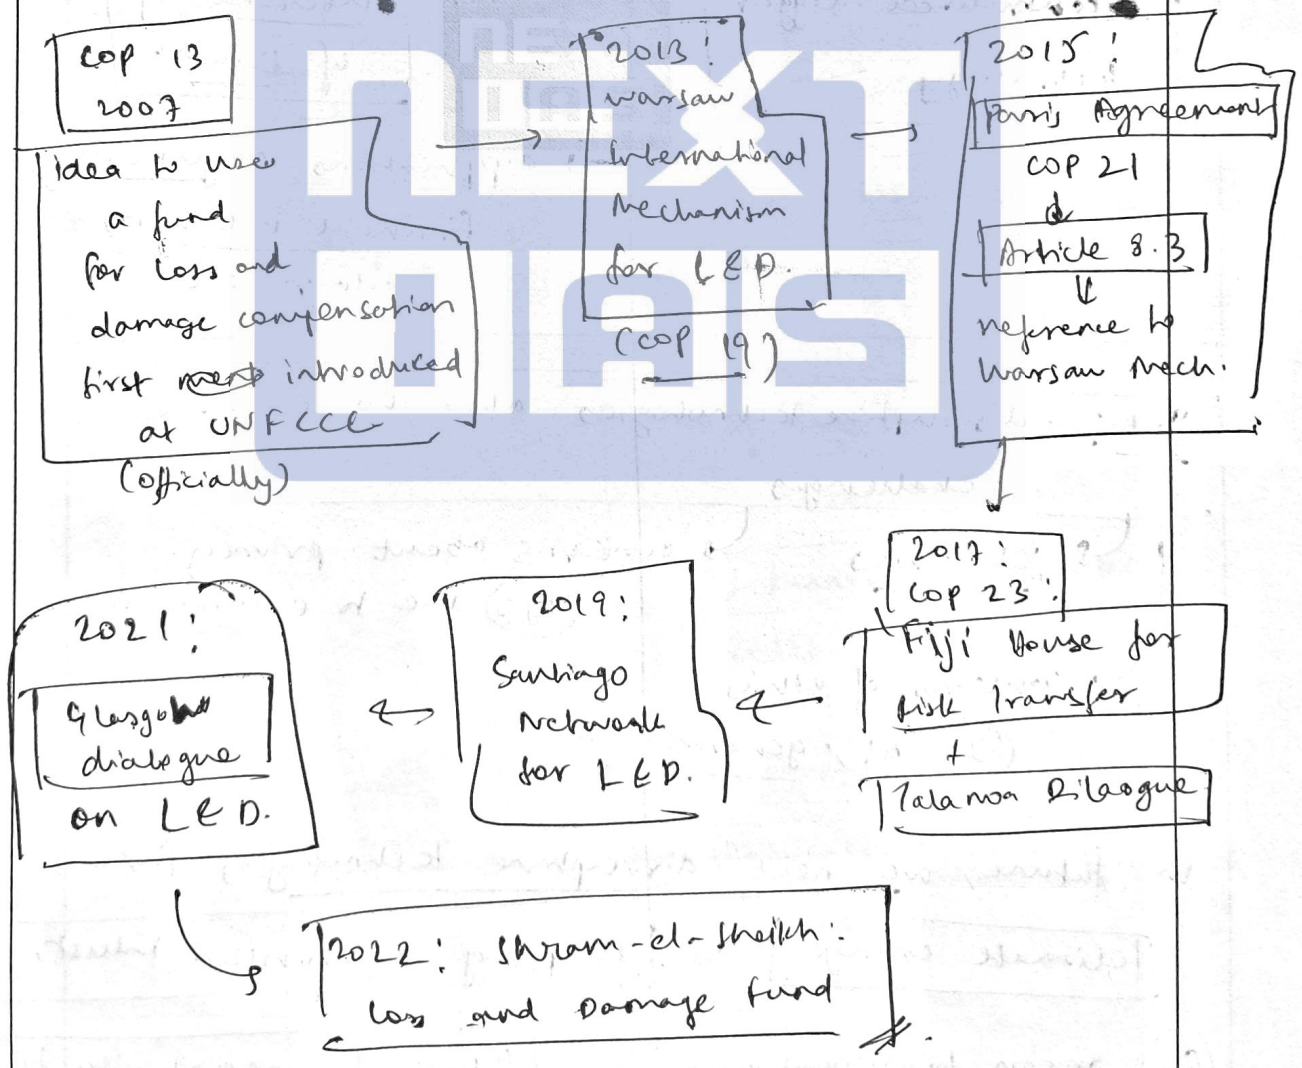 COP 13
2007
Idea to use
a fund
for loss and
damage compensation
first introduced
at UNFCCC
(officially)
2013:
Warsaw
International
Mechanism
for L&D.
(COP 19)
2015:
Paris Agreement
COP 21
Article 8.3
reference to
Warsaw Mech.
2017:
COP 23:
Fiji House for
Risk Transfer
+
Talanoa Dilaogue
2019:
Santiago
Network
for L&D.
2021:
Glasgow
dialogue
on L&D.
2022: Shram-el-Sheikh:
Loss and Damage Fund
NEXT
IAS